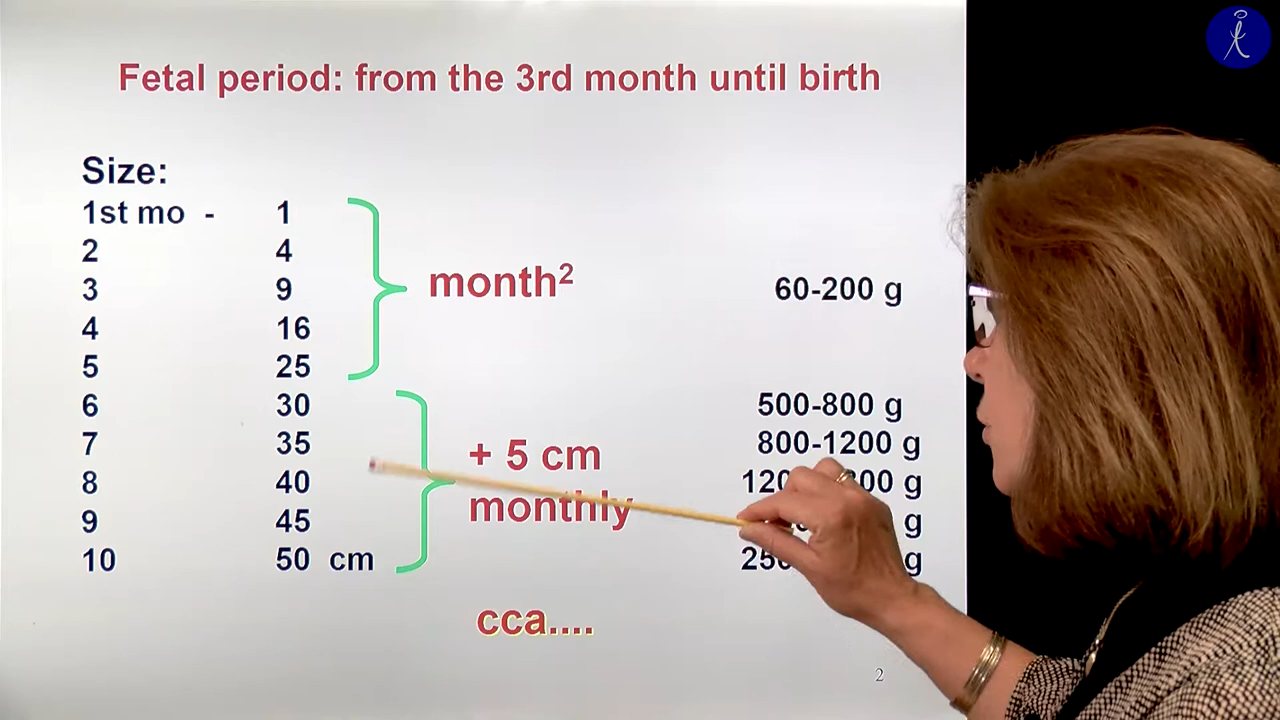 Fetal period: from the 3rd month until birth
Size:
1st mo - 1
2 4
3 9 60-200 g
month²
4 16
5 25
6 30 500-800 g
7 35 800-1200 g
+ 5 cm
8 40 g
monthly
9 45 g
10 50 cm g
cca....
2